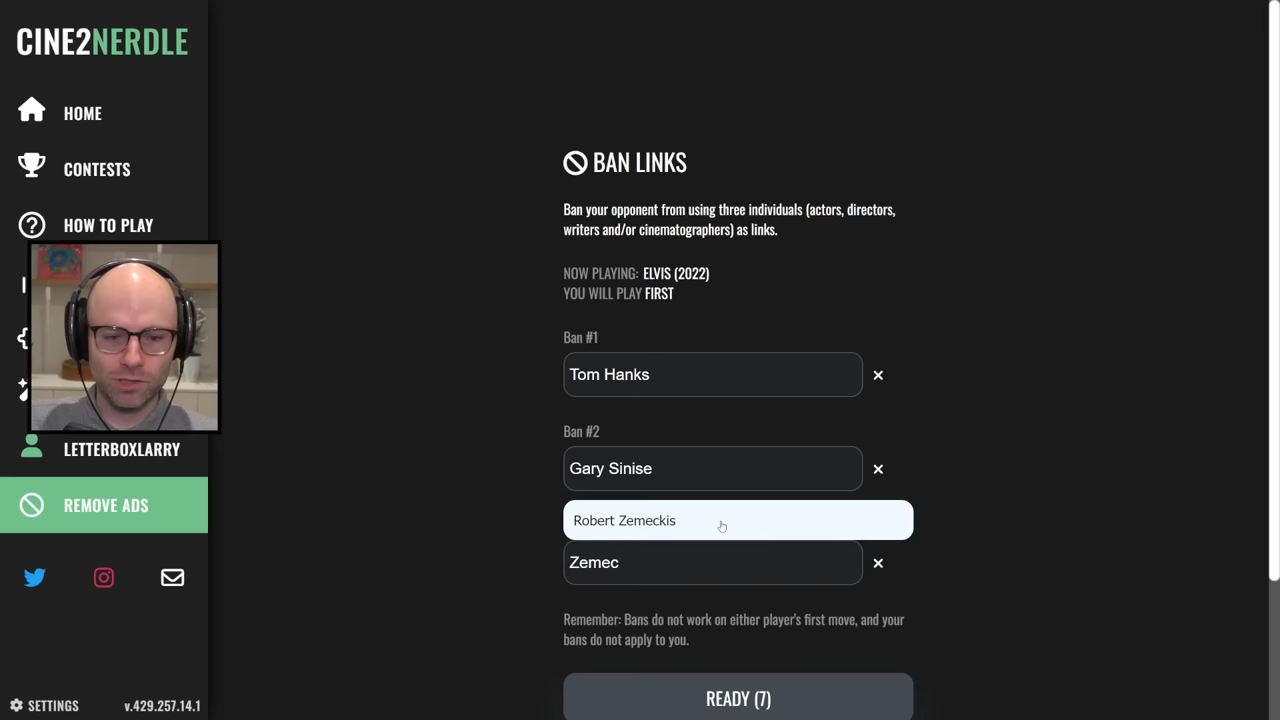 CINE2NERDLE
HOME
CONTESTS
HOW TO PLAY
LETTERBOXLARRY
REMOVE ADS
SETTINGS
v.429.257.14.1
BAN LINKS
Ban your opponent from using three individuals (actors, directors,
writers and/or cinematographers) as links.
NOW PLAYING: ELVIS (2022)
YOU WILL PLAY FIRST
Ban #1
Tom Hanks
×
Ban #2
Gary Sinise
×
Robert Zemeckis
Zemec
×
Remember: Bans do not work on either player's first move, and your
bans do not apply to you.
READY (7)